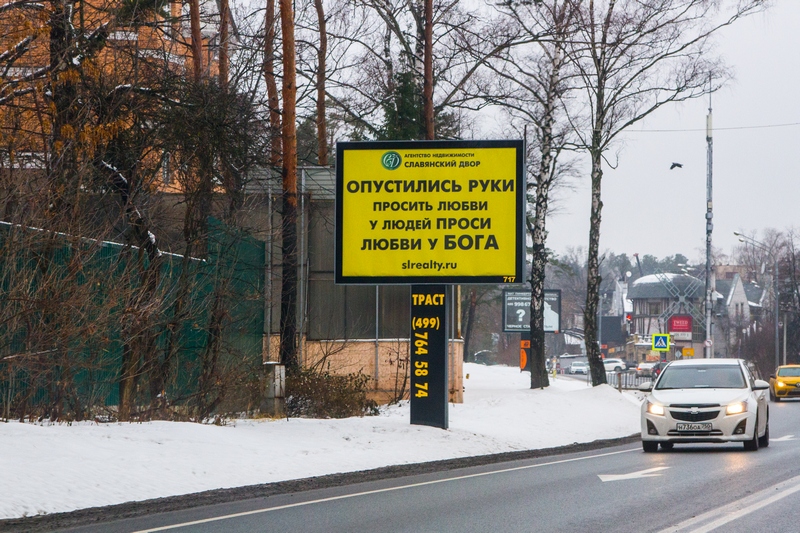 АГЕНТСТВО НЕДВИЖИМОСТИ
СЛАВЯНСКИЙ ДВОР
ОПУСТИЛИСЬ РУКИ
ПРОСИТЬ ЛЮБВИ
У ЛЮДЕЙ ПРОСИ
ЛЮБВИ У БОГА
slrealty.ru
717
ТРАСТ
(499)
764 58 74
?